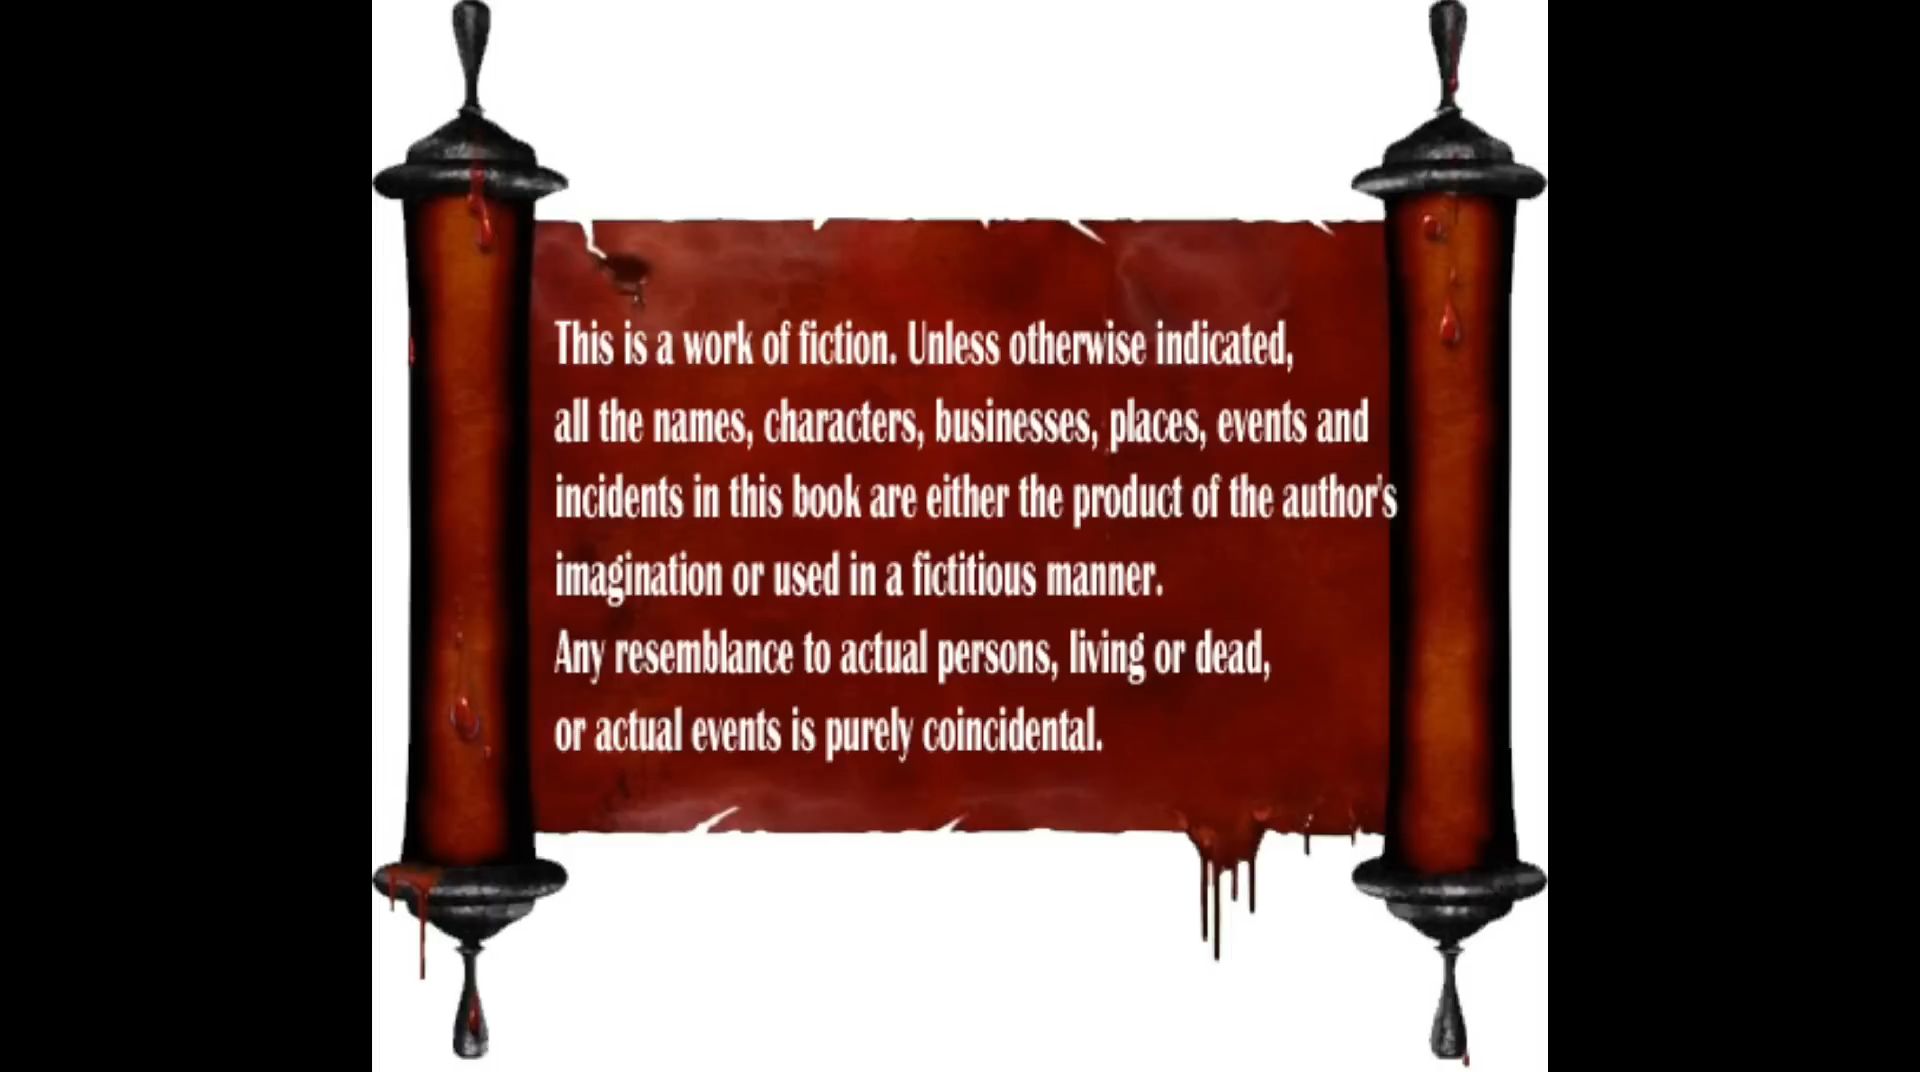 This is a work of fiction. Unless otherwise indicated,
all the names, characters, businesses, places, events and
incidents in this book are either the product of the author's
imagination or used in a fictitious manner.
Any resemblance to actual persons, living or dead,
or actual events is purely coincidental.